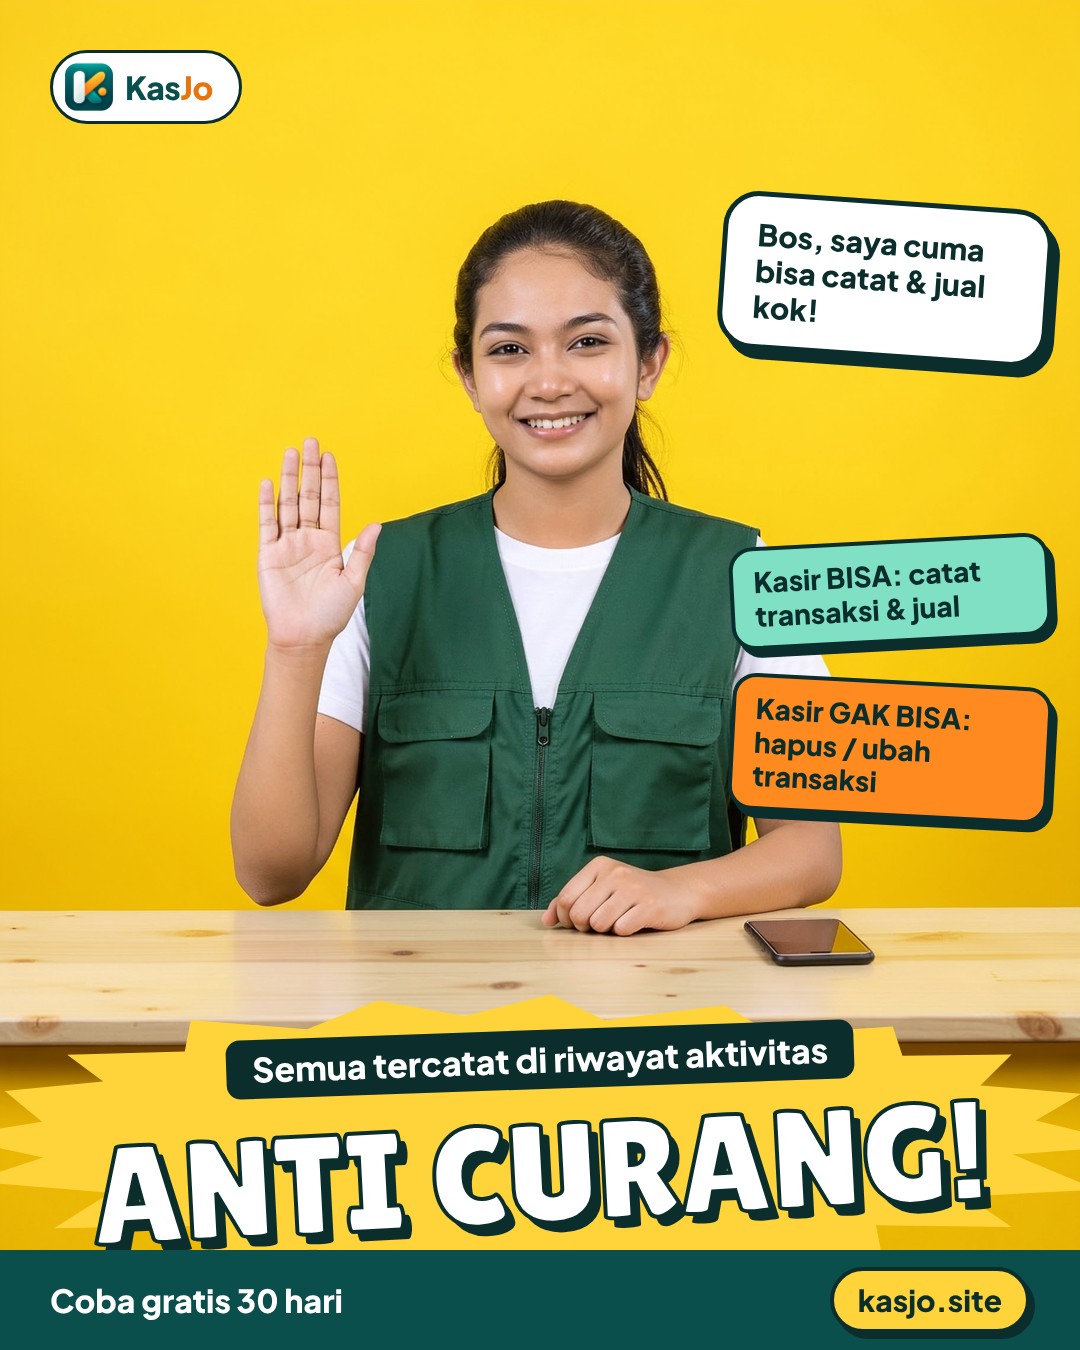 KasJo
Bos, saya cuma
bisa catat & jual
kok!
Kasir BISA: catat
transaksi & jual
Kasir GAK BISA:
hapus / ubah
transaksi
Semua tercatat di riwayat aktivitas
ANTI CURANG!
Coba gratis 30 hari
kasjo.site